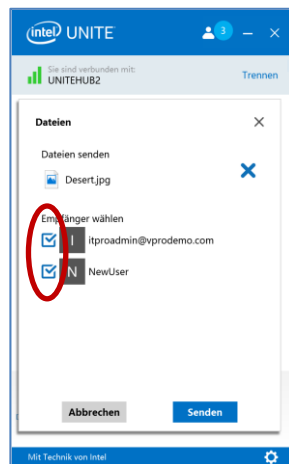 intel UNITE
3
Sie sind verbunden mit:
UNITEHUB2
Trennen
Dateien
Dateien senden
Desert.jpg
Empfänger wählen
I itproadmin@vprodemo.com
N NewUser
Abbrechen
Senden
Mit Technik von Intel